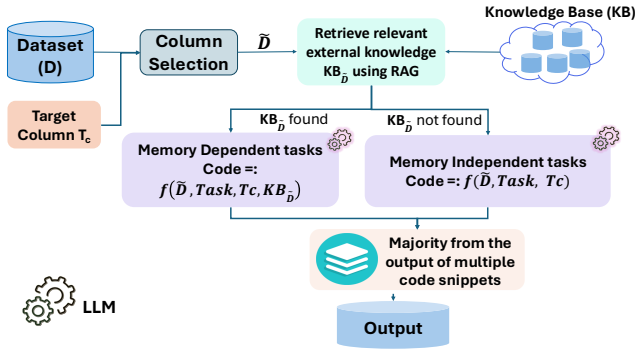 Knowledge Base (KB)
Dataset
(D)
Column
Selection
D̃
Retrieve relevant
external knowledge
KB_D̃ using RAG
Target
Column T_c
KB_D̃ found
KB_D̃ not found
Memory Dependent tasks
Code =:
f(D̃, Task, Tc, KB_D̃)
Memory Independent tasks
Code =: f(D̃, Task, Tc)
Majority from the
output of multiple
code snippets
LLM
Output